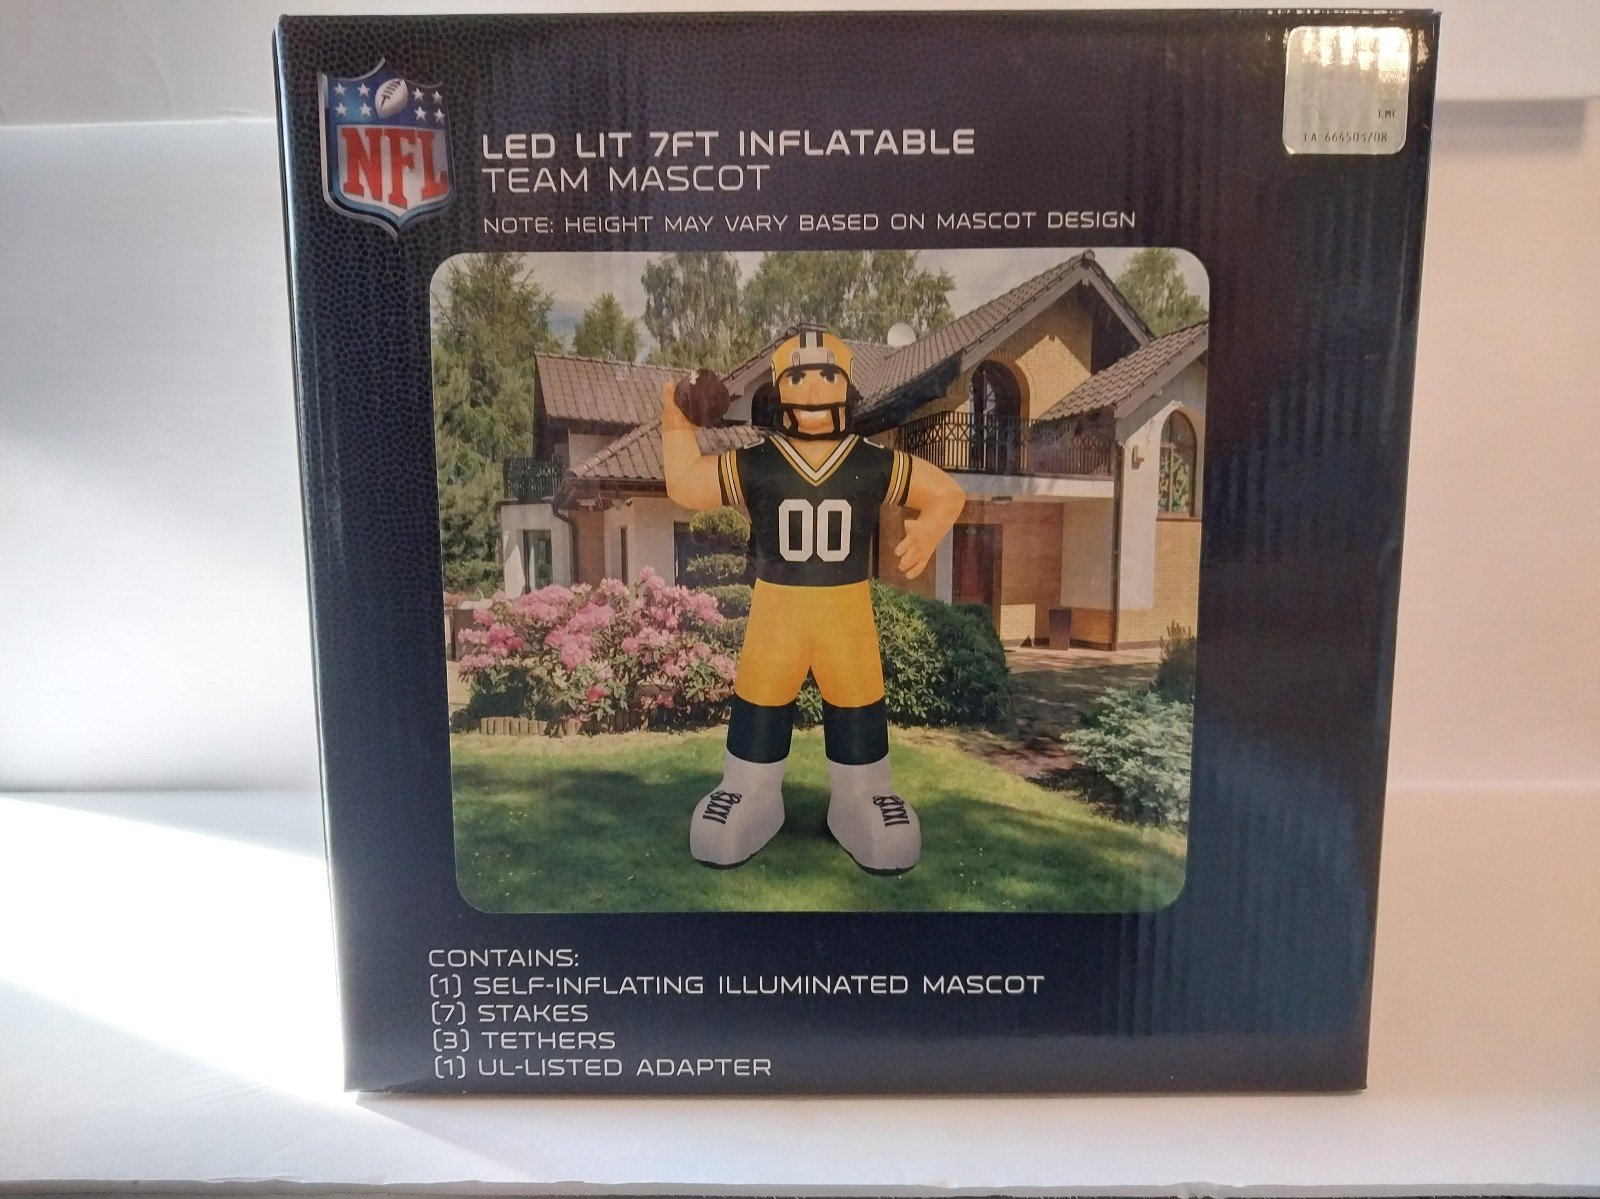 NFL
LED LIT 7FT INFLATABLE
TEAM MASCOT
NOTE: HEIGHT MAY VARY BASED ON MASCOT DESIGN
LMC
00
CONTAINS:
(1) SELF-INFLATING ILLUMINATED MASCOT
(7) STAKES
(3) TETHERS
(1) UL-LISTED ADAPTER